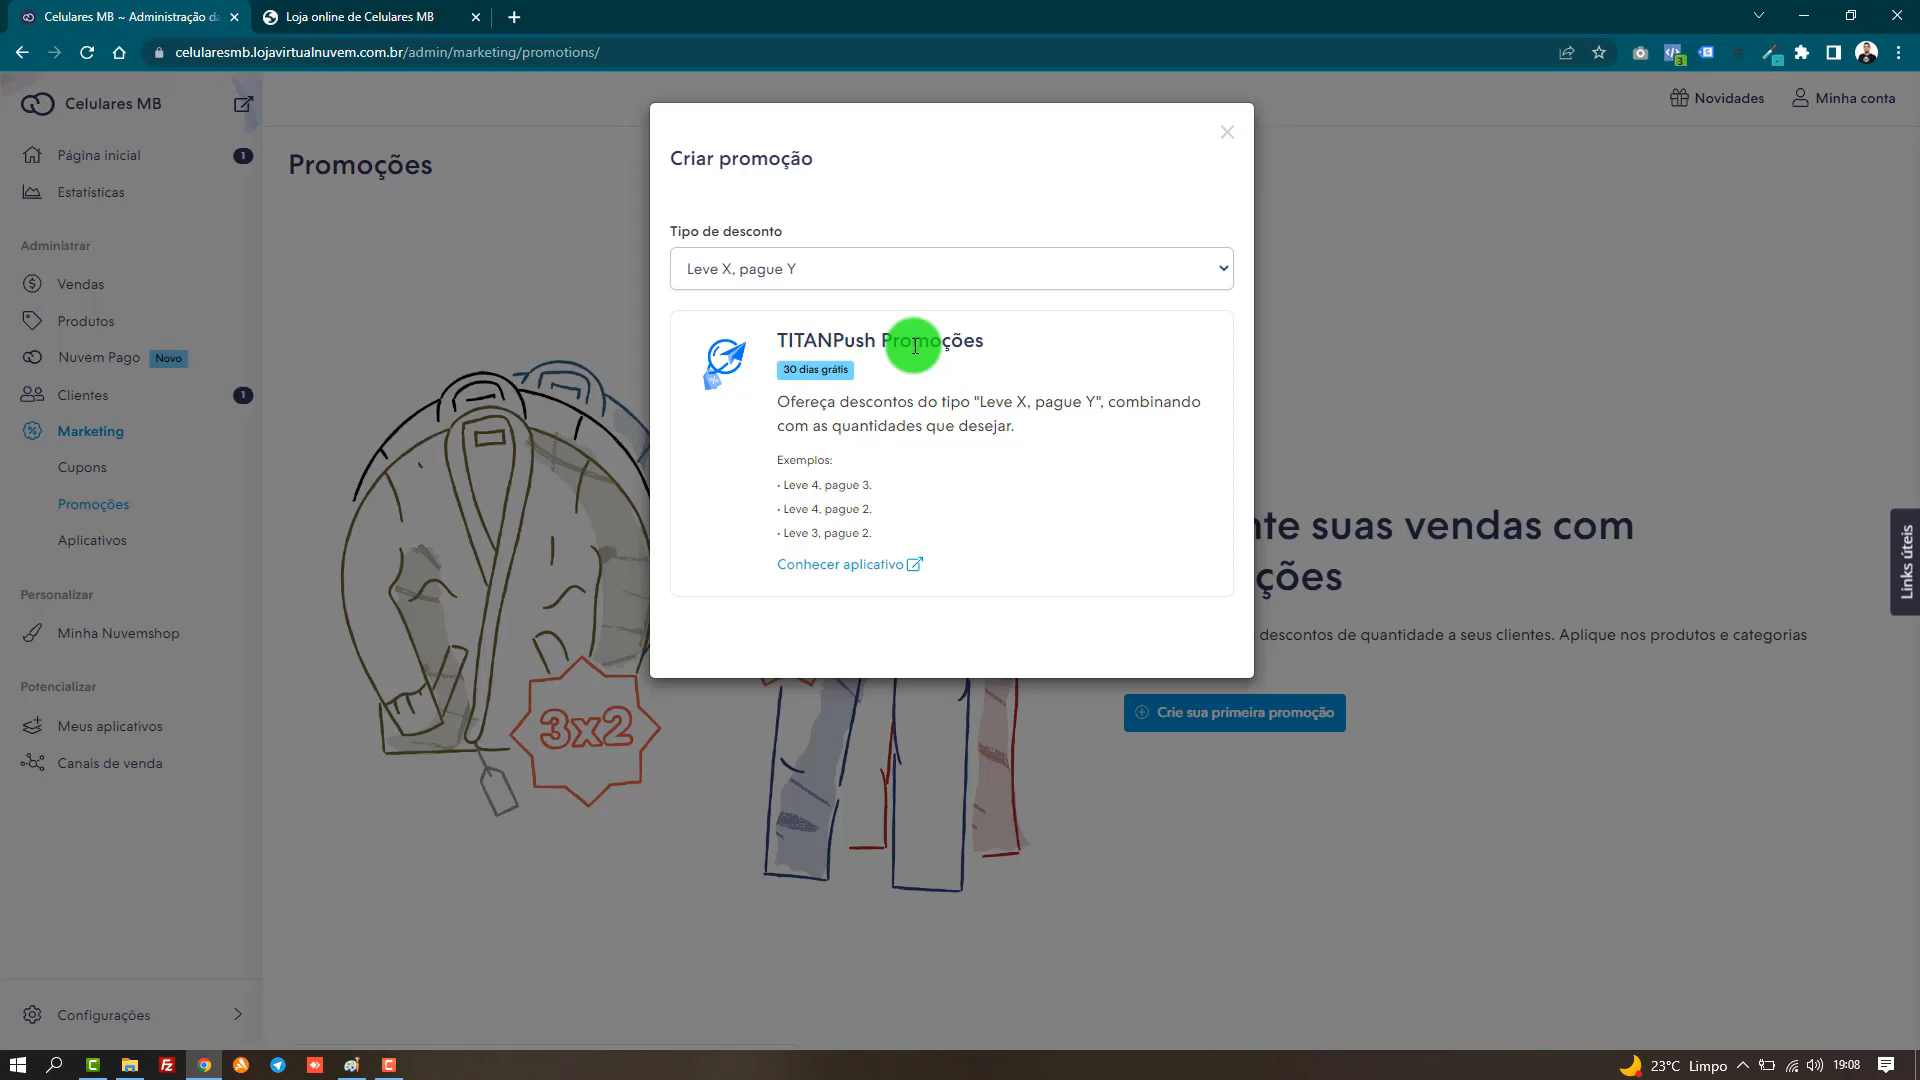 Celulares MB ~ Administração da
Loja online de Celulares MB
celularesmb.lojavirtualnuvem.com.br/admin/marketing/promotions/
3
Celulares MB
Novidades
Minha conta
Página inicial
1
Estatísticas
Administrar
Vendas
Produtos
Nuvem Pago
Novo
Clientes
1
Marketing
Cupons
Promoções
Aplicativos
Personalizar
Minha Nuvemshop
Potencializar
Meus aplicativos
Canais de venda
Configurações
Promoções
Criar promoção
Tipo de desconto
Leve X, pague Y
TITANPush Promoções
30 dias grátis
Ofereça descontos do tipo "Leve X, pague Y", combinando
com as quantidades que desejar.
Exemplos:
• Leve 4, pague 3.
• Leve 4, pague 2.
• Leve 3, pague 2.
Conhecer aplicativo
nte suas vendas com
ções
descontos de quantidade a seus clientes. Aplique nos produtos e categorias
Crie sua primeira promoção
3x2
Links úteis
23°C Limpo
19:08